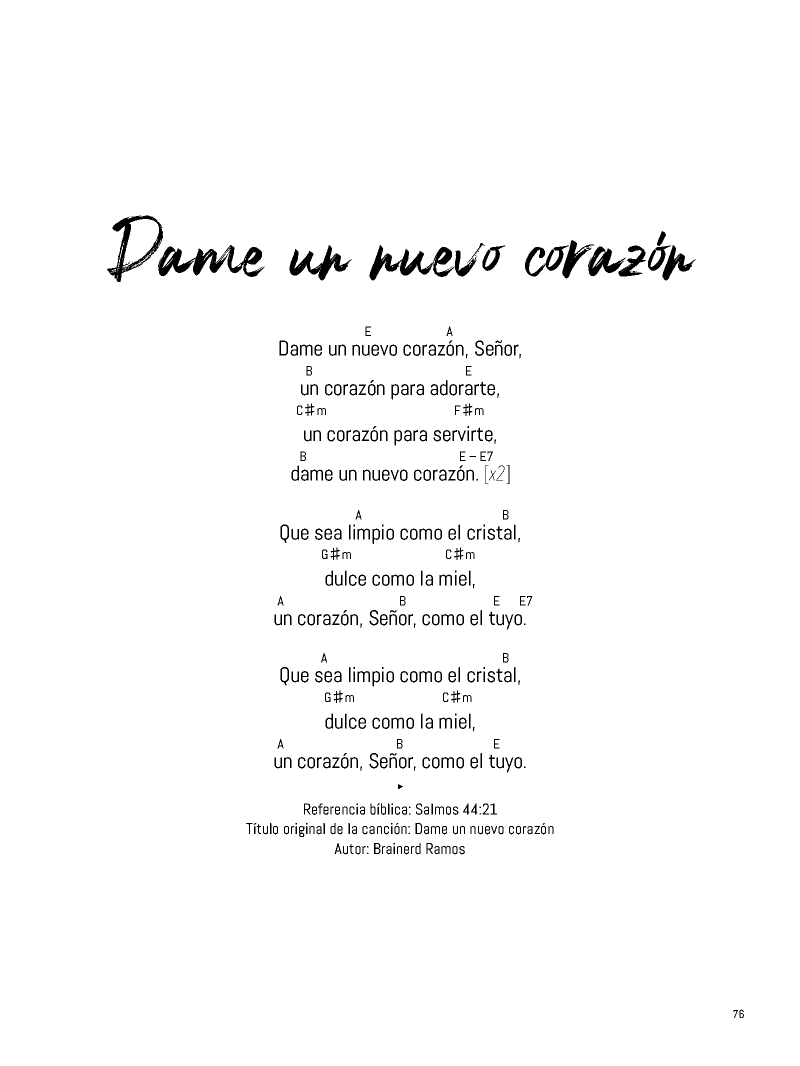 Dame un nuevo corazón
E A
Dame un nuevo corazón, Señor,
B E
un corazón para adorarte,
C♯m F♯m
un corazón para servirte,
B E – E7
dame un nuevo corazón. [x2]
A B
Que sea limpio como el cristal,
G♯m C♯m
dulce como la miel,
A B E E7
un corazón, Señor, como el tuyo.
A B
Que sea limpio como el cristal,
G♯m C♯m
dulce como la miel,
A B E
un corazón, Señor, como el tuyo.
Referencia bíblica: Salmos 44:21
Título original de la canción: Dame un nuevo corazón
Autor: Brainerd Ramos
76